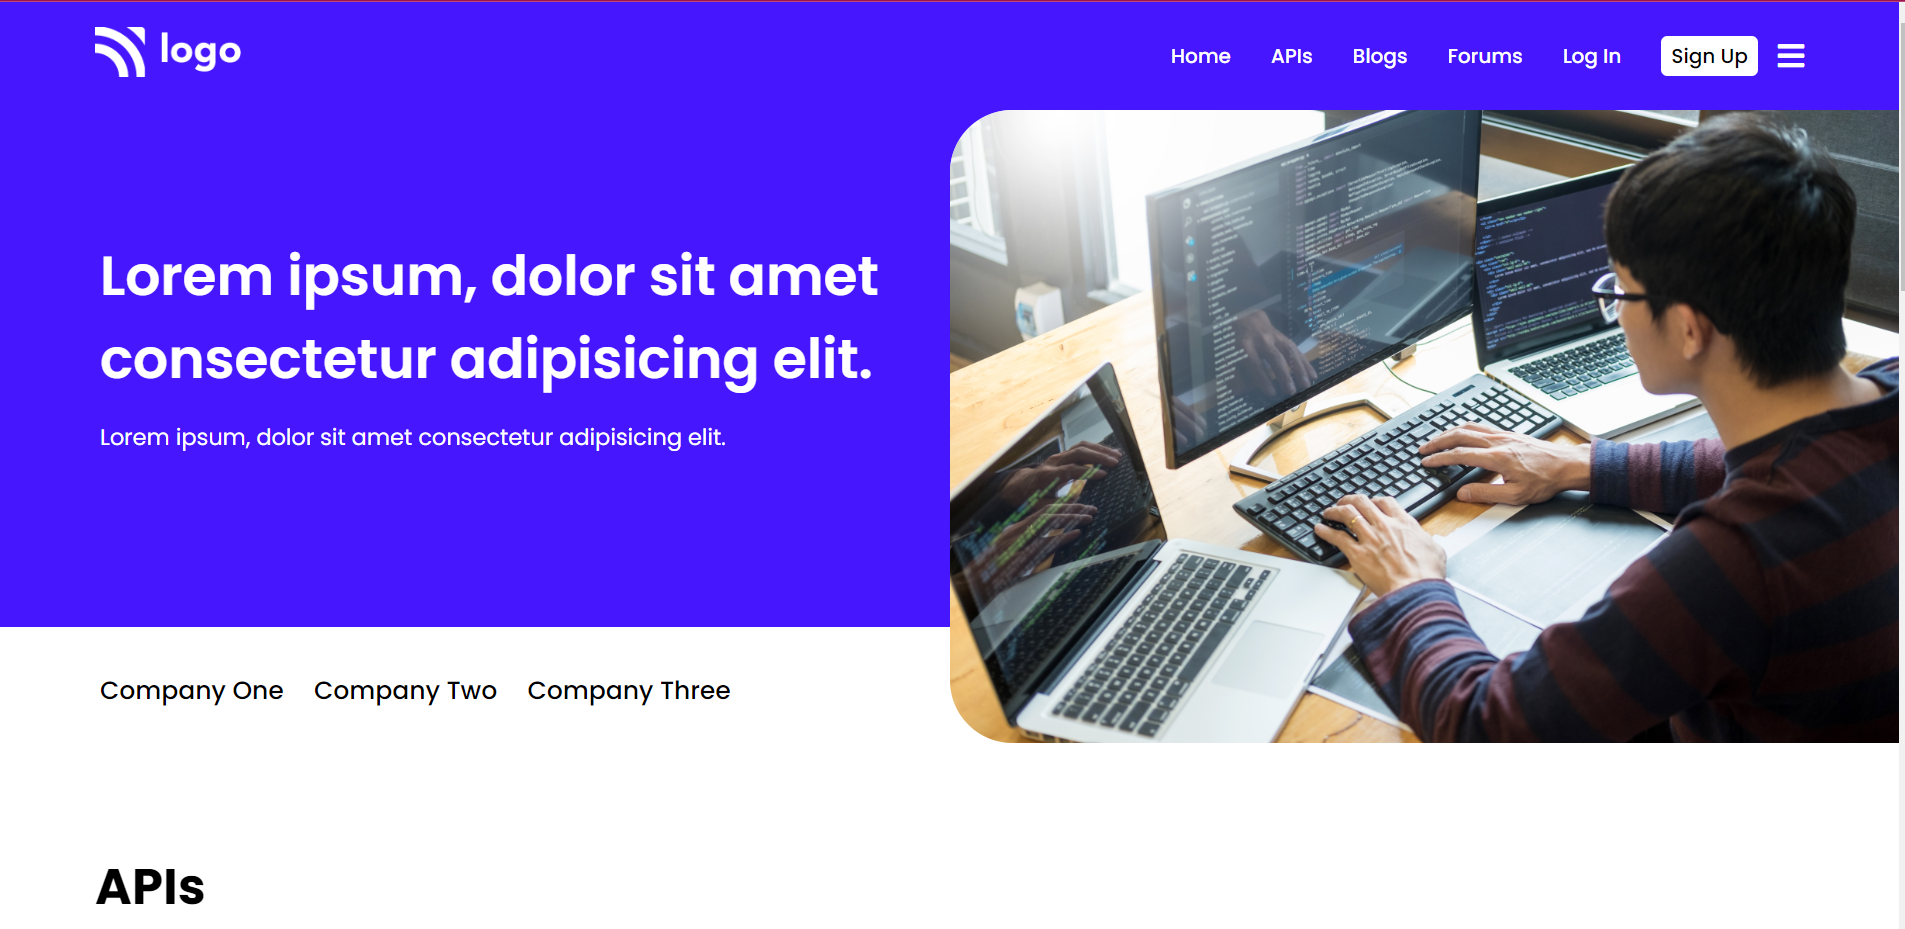 logo
Home APIs Blogs Forums Log In Sign Up
Lorem ipsum, dolor sit amet
consectetur adipisicing elit.
Lorem ipsum, dolor sit amet consectetur adipisicing elit.
Company One Company Two Company Three
APIs